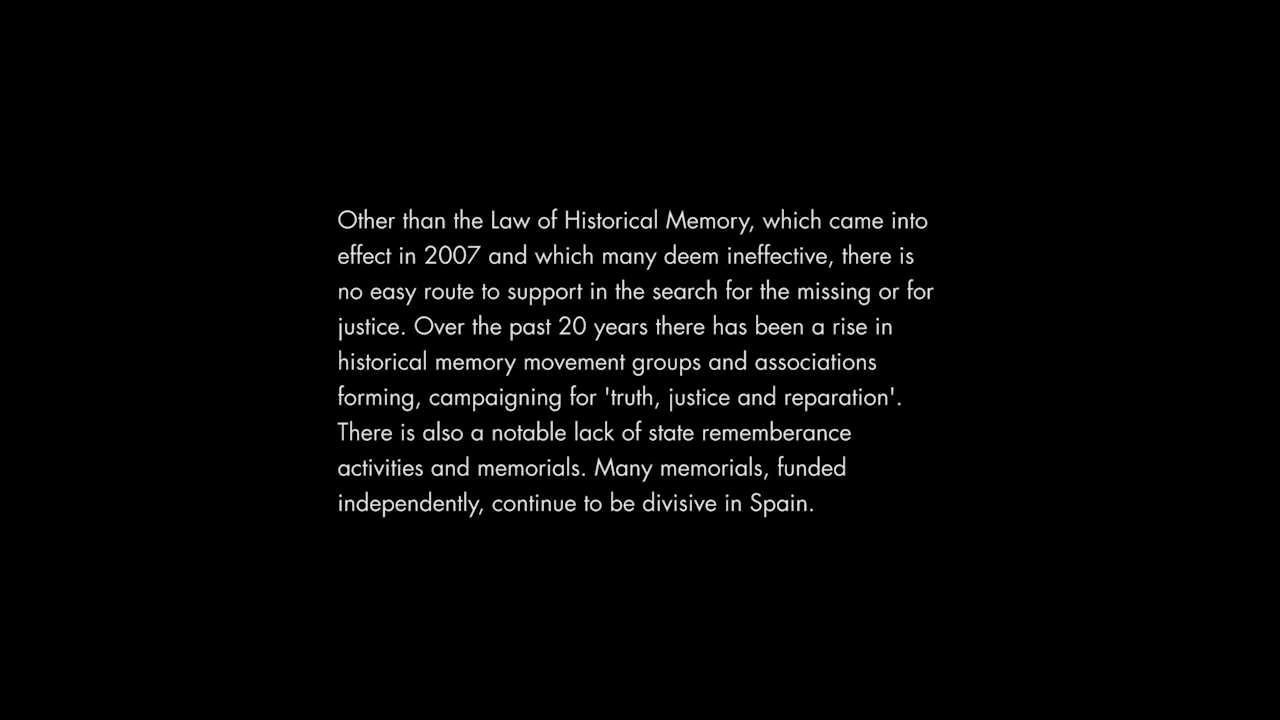 Other than the Law of Historical Memory, which came into
effect in 2007 and which many deem ineffective, there is
no easy route to support in the search for the missing or for
justice. Over the past 20 years there has been a rise in
historical memory movement groups and associations
forming, campaigning for 'truth, justice and reparation'.
There is also a notable lack of state rememberance
activities and memorials. Many memorials, funded
independently, continue to be divisive in Spain.